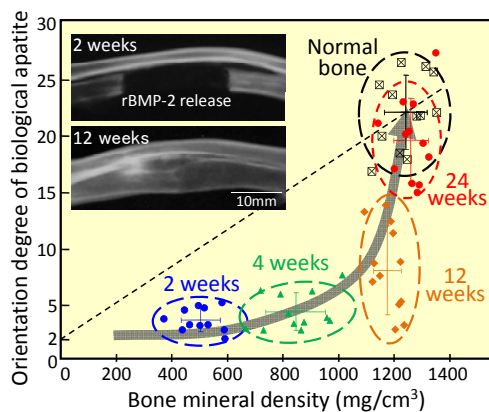 2 weeks
rBMP-2 release
12 weeks
10mm
Normal
bone
24
weeks
12
weeks
4 weeks
2 weeks
Orientation degree of biological apatite
25
20
15
10
5
2
0
0
200
400
600
800
1000
1200
1400
Bone mineral density (mg/cm³)